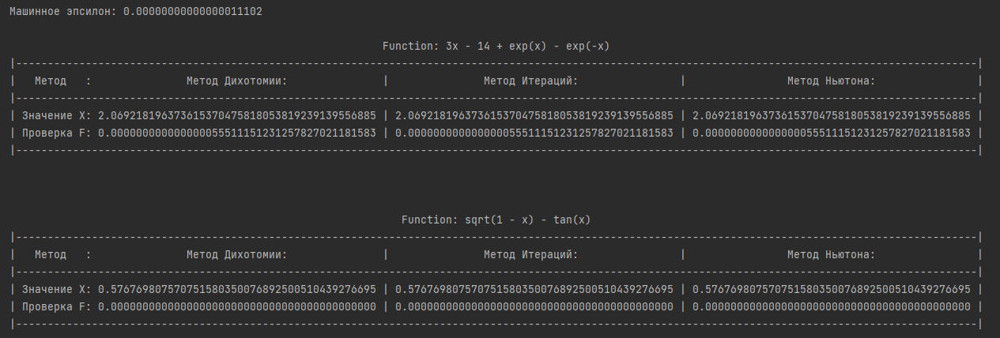 Машинное эпсилон: 0.00000000000000011102
Function: 3x - 14 + exp(x) - exp(-x)
|--------------------------------------------------------------------------------------------------------------------------------------------------------|
| Метод : Метод Дихотомии: | Метод Итераций: | Метод Ньютона: |
|--------------------------------------------------------------------------------------------------------------------------------------------------------|
| Значение X: 2.069218196373615370475818053819239139556885 | 2.069218196373615370475818053819239139556885 | 2.069218196373615370475818053819239139556885 |
| Проверка F: 0.000000000000000055511151231257827021181583 | 0.000000000000000055511151231257827021181583 | 0.000000000000000055511151231257827021181583 |
|--------------------------------------------------------------------------------------------------------------------------------------------------------|
Function: sqrt(1 - x) - tan(x)
|--------------------------------------------------------------------------------------------------------------------------------------------------------|
| Метод : Метод Дихотомии: | Метод Итераций: | Метод Ньютона: |
|--------------------------------------------------------------------------------------------------------------------------------------------------------|
| Значение X: 0.576769807570751580350076892500510439276695 | 0.576769807570751580350076892500510439276695 | 0.576769807570751580350076892500510439276695 |
| Проверка F: 0.000000000000000000000000000000000000000000 | 0.000000000000000000000000000000000000000000 | 0.000000000000000000000000000000000000000000 |
|--------------------------------------------------------------------------------------------------------------------------------------------------------|